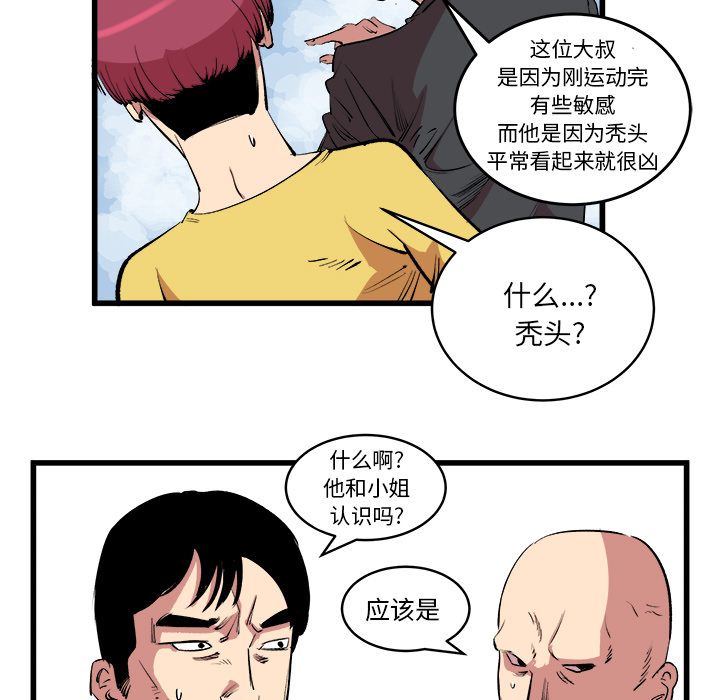 这位大叔
是因为刚运动完
有些敏感
而他是因为秃头
平常看起来就很凶
什么...?
秃头?
什么啊?
他和小姐
认识吗?
应该是